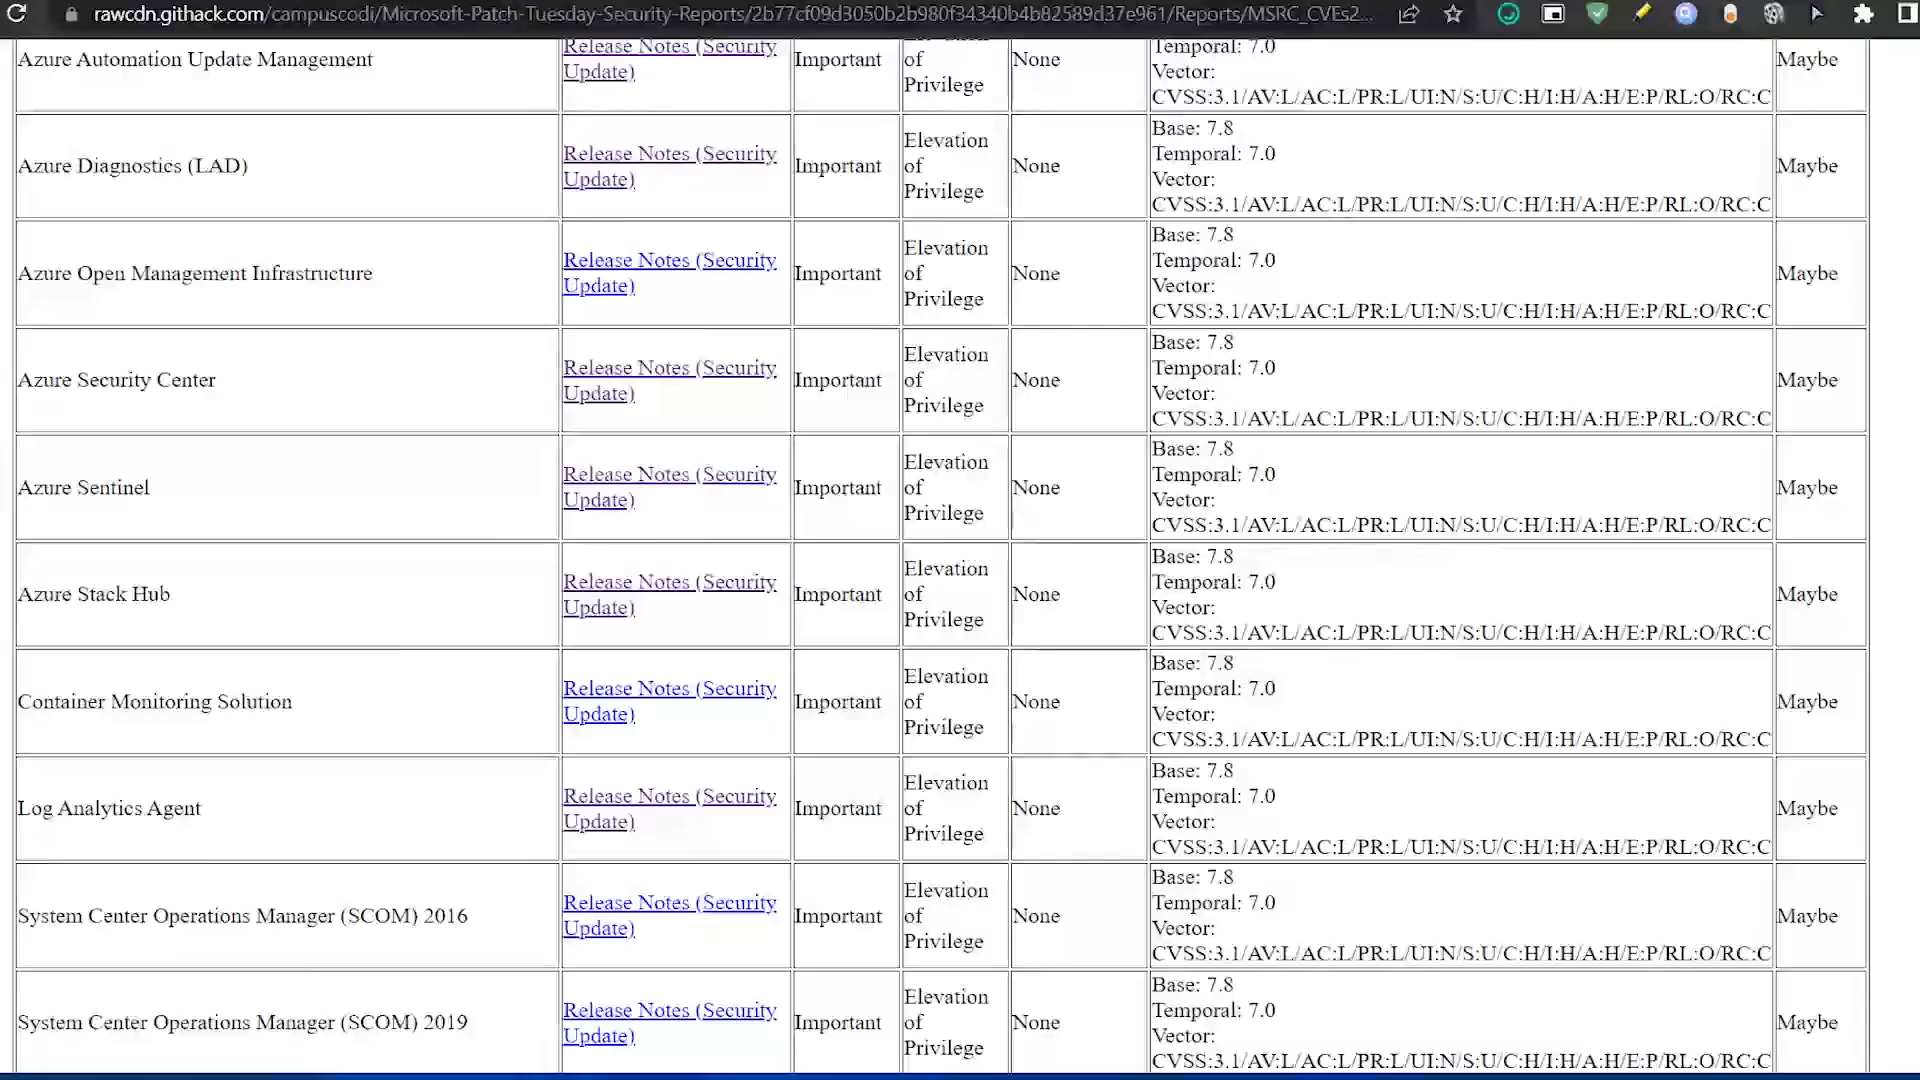 rawcdn.githack.com/campuscodi/Microsoft-Patch-Tuesday-Security-Reports/2b77cf09d3050b2b980f34340b4b82589d37e961/Reports/MSRC_CVEs2...
Azure Automation Update Management
Release Notes (Security
Update)
Important
of
Privilege
None
Temporal: 7.0
Vector:
CVSS:3.1/AV:L/AC:L/PR:L/UI:N/S:U/C:H/I:H/A:H/E:P/RL:O/RC:C
Maybe
Azure Diagnostics (LAD)
Release Notes (Security
Update)
Important
Elevation
of
Privilege
None
Base: 7.8
Temporal: 7.0
Vector:
CVSS:3.1/AV:L/AC:L/PR:L/UI:N/S:U/C:H/I:H/A:H/E:P/RL:O/RC:C
Maybe
Azure Open Management Infrastructure
Release Notes (Security
Update)
Important
Elevation
of
Privilege
None
Base: 7.8
Temporal: 7.0
Vector:
CVSS:3.1/AV:L/AC:L/PR:L/UI:N/S:U/C:H/I:H/A:H/E:P/RL:O/RC:C
Maybe
Azure Security Center
Release Notes (Security
Update)
Important
Elevation
of
Privilege
None
Base: 7.8
Temporal: 7.0
Vector:
CVSS:3.1/AV:L/AC:L/PR:L/UI:N/S:U/C:H/I:H/A:H/E:P/RL:O/RC:C
Maybe
Azure Sentinel
Release Notes (Security
Update)
Important
Elevation
of
Privilege
None
Base: 7.8
Temporal: 7.0
Vector:
CVSS:3.1/AV:L/AC:L/PR:L/UI:N/S:U/C:H/I:H/A:H/E:P/RL:O/RC:C
Maybe
Azure Stack Hub
Release Notes (Security
Update)
Important
Elevation
of
Privilege
None
Base: 7.8
Temporal: 7.0
Vector:
CVSS:3.1/AV:L/AC:L/PR:L/UI:N/S:U/C:H/I:H/A:H/E:P/RL:O/RC:C
Maybe
Container Monitoring Solution
Release Notes (Security
Update)
Important
Elevation
of
Privilege
None
Base: 7.8
Temporal: 7.0
Vector:
CVSS:3.1/AV:L/AC:L/PR:L/UI:N/S:U/C:H/I:H/A:H/E:P/RL:O/RC:C
Maybe
Log Analytics Agent
Release Notes (Security
Update)
Important
Elevation
of
Privilege
None
Base: 7.8
Temporal: 7.0
Vector:
CVSS:3.1/AV:L/AC:L/PR:L/UI:N/S:U/C:H/I:H/A:H/E:P/RL:O/RC:C
Maybe
System Center Operations Manager (SCOM) 2016
Release Notes (Security
Update)
Important
Elevation
of
Privilege
None
Base: 7.8
Temporal: 7.0
Vector:
CVSS:3.1/AV:L/AC:L/PR:L/UI:N/S:U/C:H/I:H/A:H/E:P/RL:O/RC:C
Maybe
System Center Operations Manager (SCOM) 2019
Release Notes (Security
Update)
Important
Elevation
of
Privilege
None
Base: 7.8
Temporal: 7.0
Vector:
CVSS:3.1/AV:L/AC:L/PR:L/UI:N/S:U/C:H/I:H/A:H/E:P/RL:O/RC:C
Maybe